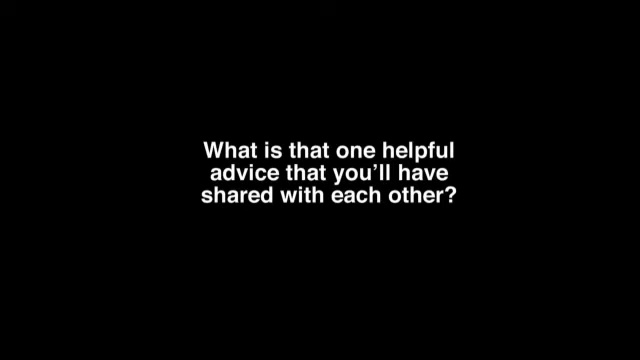 What is that one helpful
advice that you’ll have
shared with each other?